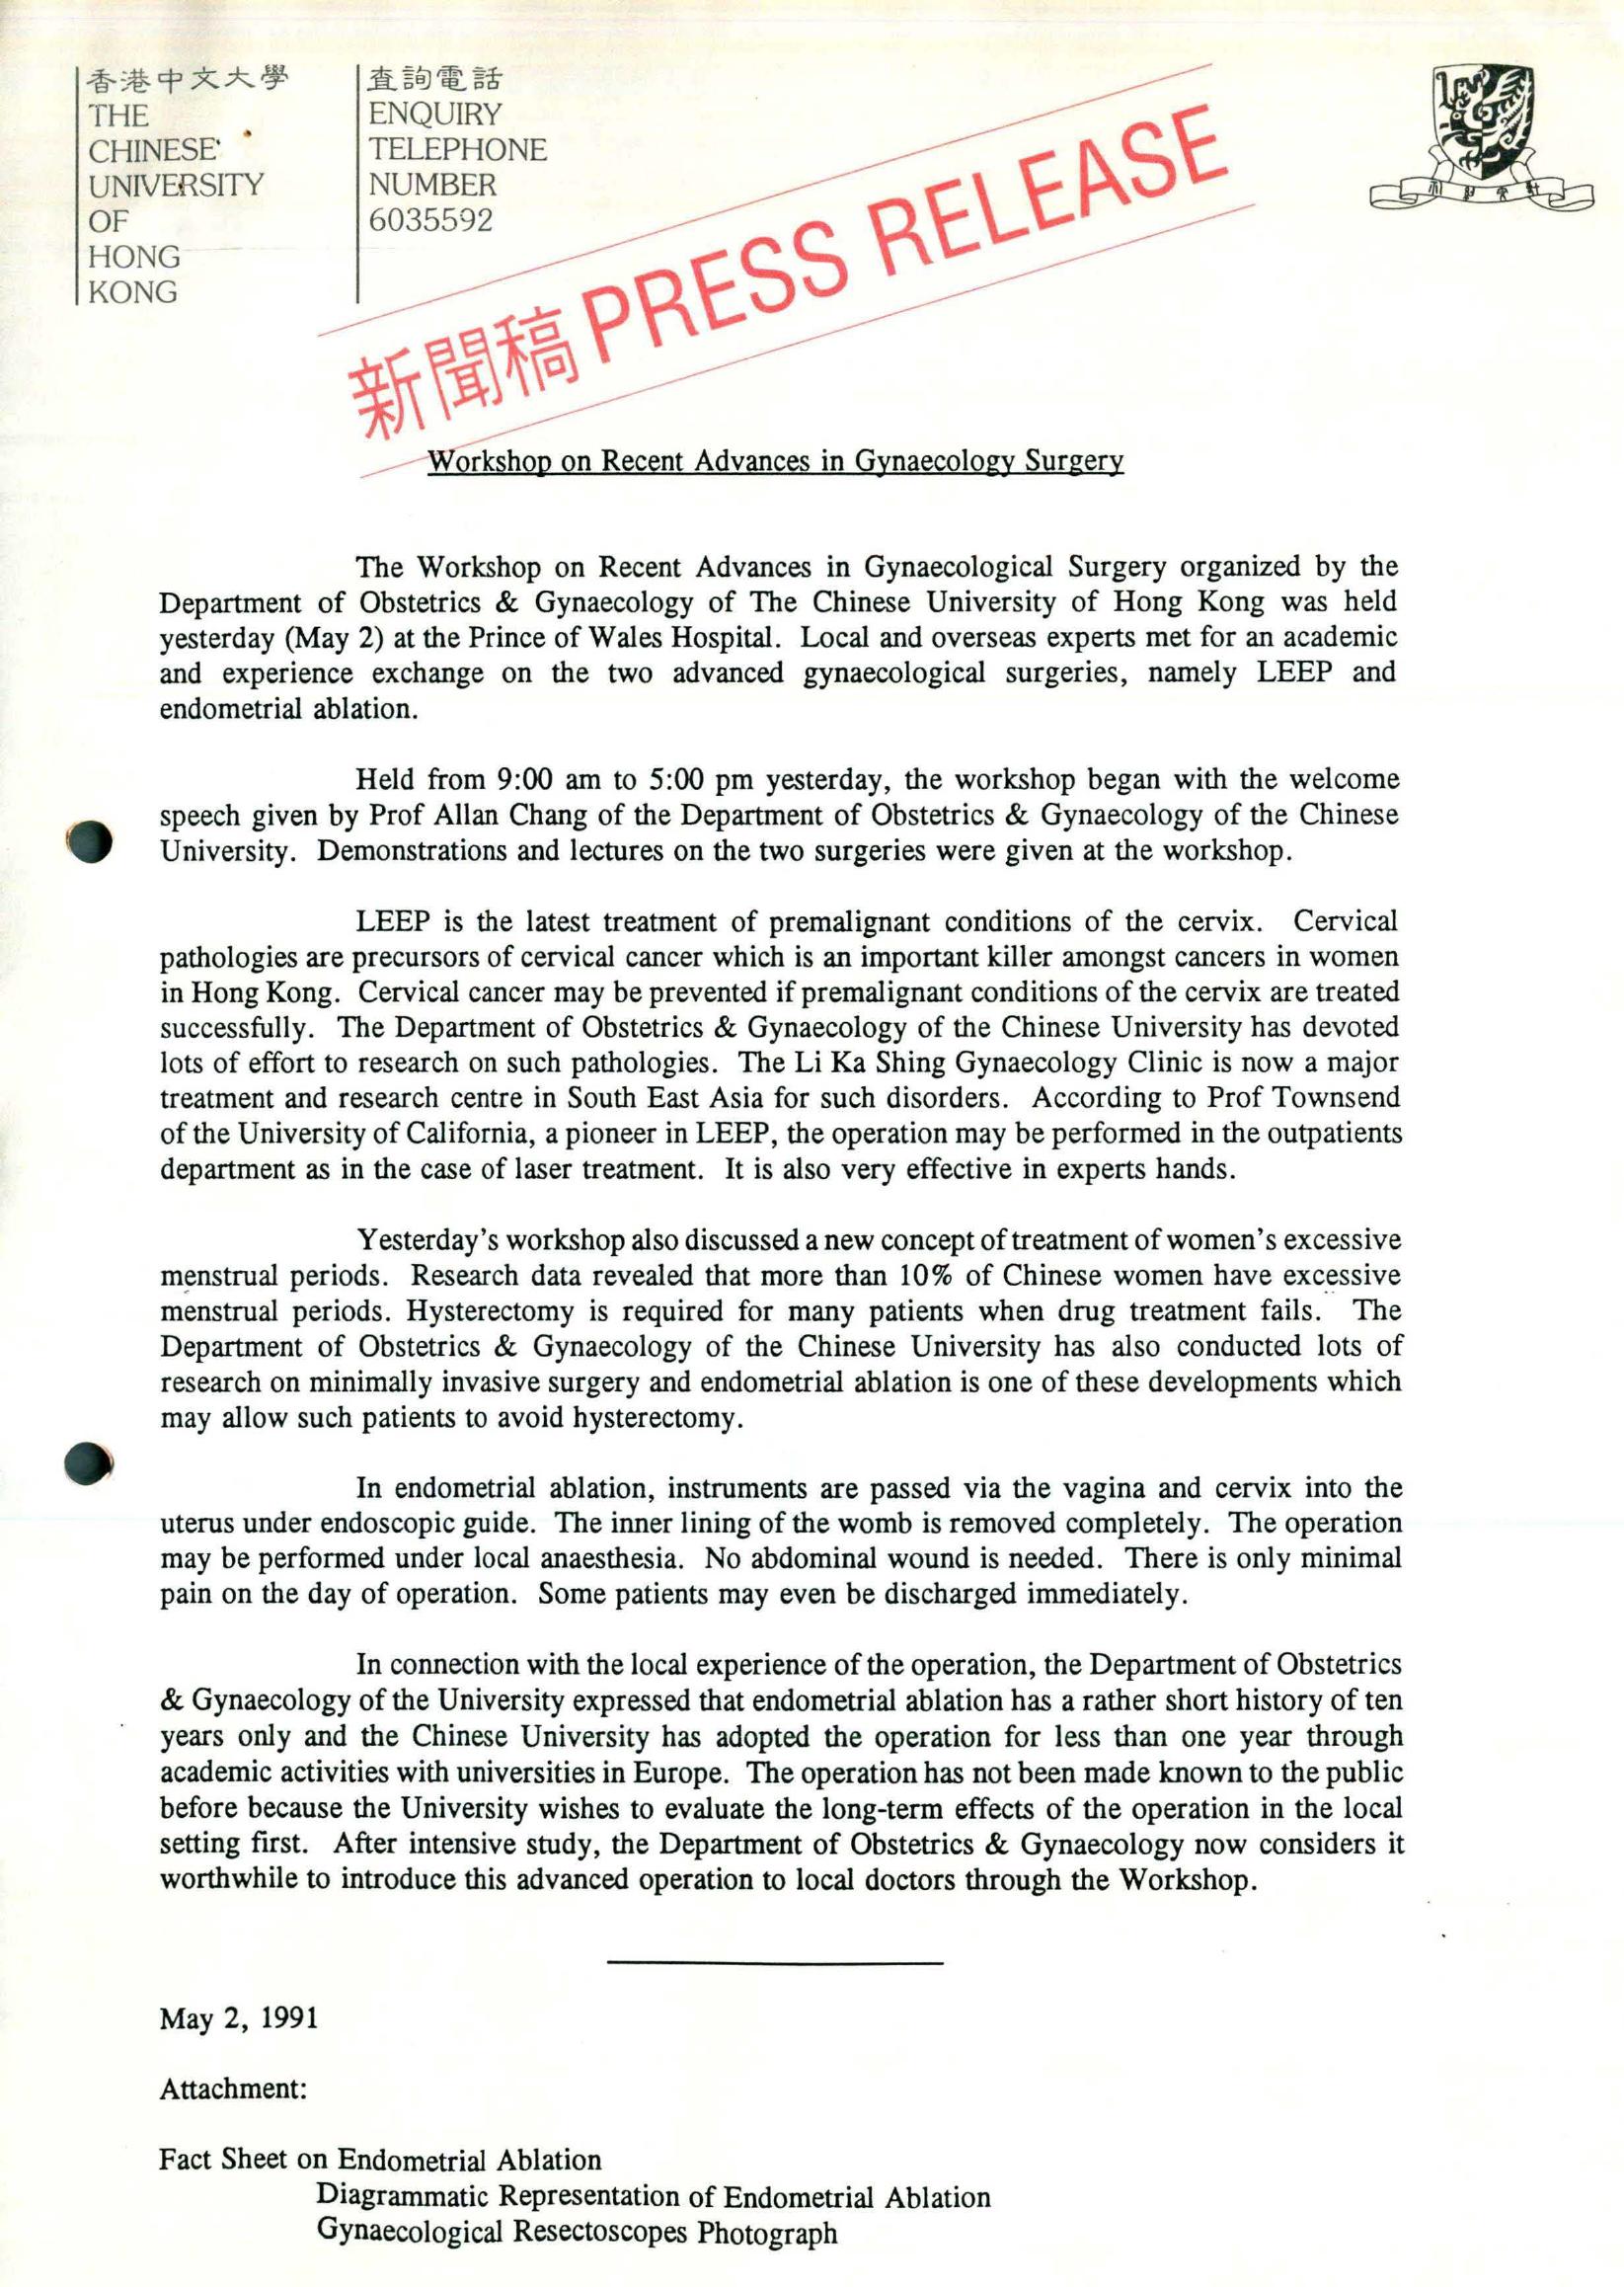 香港中文大學
THE
CHINESE
UNIVERSITY
OF
HONG
KONG
查詢電話
ENQUIRY
TELEPHONE
NUMBER
6035592
新聞稿 PRESS RELEASE
Workshop on Recent Advances in Gynaecology Surgery
The Workshop on Recent Advances in Gynaecological Surgery organized by the
Department of Obstetrics & Gynaecology of The Chinese University of Hong Kong was held
yesterday (May 2) at the Prince of Wales Hospital. Local and overseas experts met for an academic
and experience exchange on the two advanced gynaecological surgeries, namely LEEP and
endometrial ablation.
Held from 9:00 am to 5:00 pm yesterday, the workshop began with the welcome
speech given by Prof Allan Chang of the Department of Obstetrics & Gynaecology of the Chinese
University. Demonstrations and lectures on the two surgeries were given at the workshop.
LEEP is the latest treatment of premalignant conditions of the cervix. Cervical
pathologies are precursors of cervical cancer which is an important killer amongst cancers in women
in Hong Kong. Cervical cancer may be prevented if premalignant conditions of the cervix are treated
successfully. The Department of Obstetrics & Gynaecology of the Chinese University has devoted
lots of effort to research on such pathologies. The Li Ka Shing Gynaecology Clinic is now a major
treatment and research centre in South East Asia for such disorders. According to Prof Townsend
of the University of California, a pioneer in LEEP, the operation may be performed in the outpatients
department as in the case of laser treatment. It is also very effective in experts hands.
Yesterday's workshop also discussed a new concept of treatment of women's excessive
menstrual periods. Research data revealed that more than 10% of Chinese women have excessive
menstrual periods. Hysterectomy is required for many patients when drug treatment fails. The
Department of Obstetrics & Gynaecology of the Chinese University has also conducted lots of
research on minimally invasive surgery and endometrial ablation is one of these developments which
may allow such patients to avoid hysterectomy.
In endometrial ablation, instruments are passed via the vagina and cervix into the
uterus under endoscopic guide. The inner lining of the womb is removed completely. The operation
may be performed under local anaesthesia. No abdominal wound is needed. There is only minimal
pain on the day of operation. Some patients may even be discharged immediately.
In connection with the local experience of the operation, the Department of Obstetrics
& Gynaecology of the University expressed that endometrial ablation has a rather short history of ten
years only and the Chinese University has adopted the operation for less than one year through
academic activities with universities in Europe. The operation has not been made known to the public
before because the University wishes to evaluate the long-term effects of the operation in the local
setting first. After intensive study, the Department of Obstetrics & Gynaecology now considers it
worthwhile to introduce this advanced operation to local doctors through the Workshop.
May 2, 1991
Attachment:
Fact Sheet on Endometrial Ablation
Diagrammatic Representation of Endometrial Ablation
Gynaecological Resectoscopes Photograph